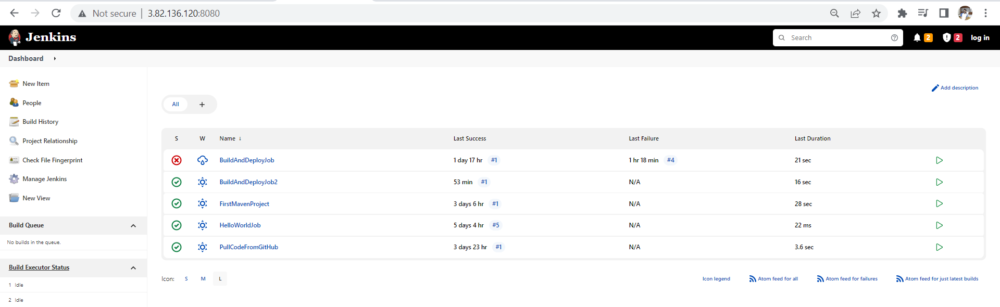 Not secure | 3.82.136.120:8080
Jenkins
Search
2
2
log in
Dashboard
New Item
People
Build History
Project Relationship
Check File Fingerprint
Manage Jenkins
New View
Build Queue
No builds in the queue.
Build Executor Status
1 Idle
2 Idle
Add description
All +
S W Name ↓ Last Success Last Failure Last Duration
BuildAndDeployJob 1 day 17 hr #1 1 hr 18 min #4 21 sec
BuildAndDeployJob2 53 min #1 N/A 16 sec
FirstMavenProject 3 days 6 hr #1 N/A 28 sec
HelloWorldJob 5 days 4 hr #5 N/A 22 ms
PullCodeFromGitHub 3 days 23 hr #1 N/A 3.6 sec
Icon: S M L
Icon legend Atom feed for all Atom feed for failures Atom feed for just latest builds